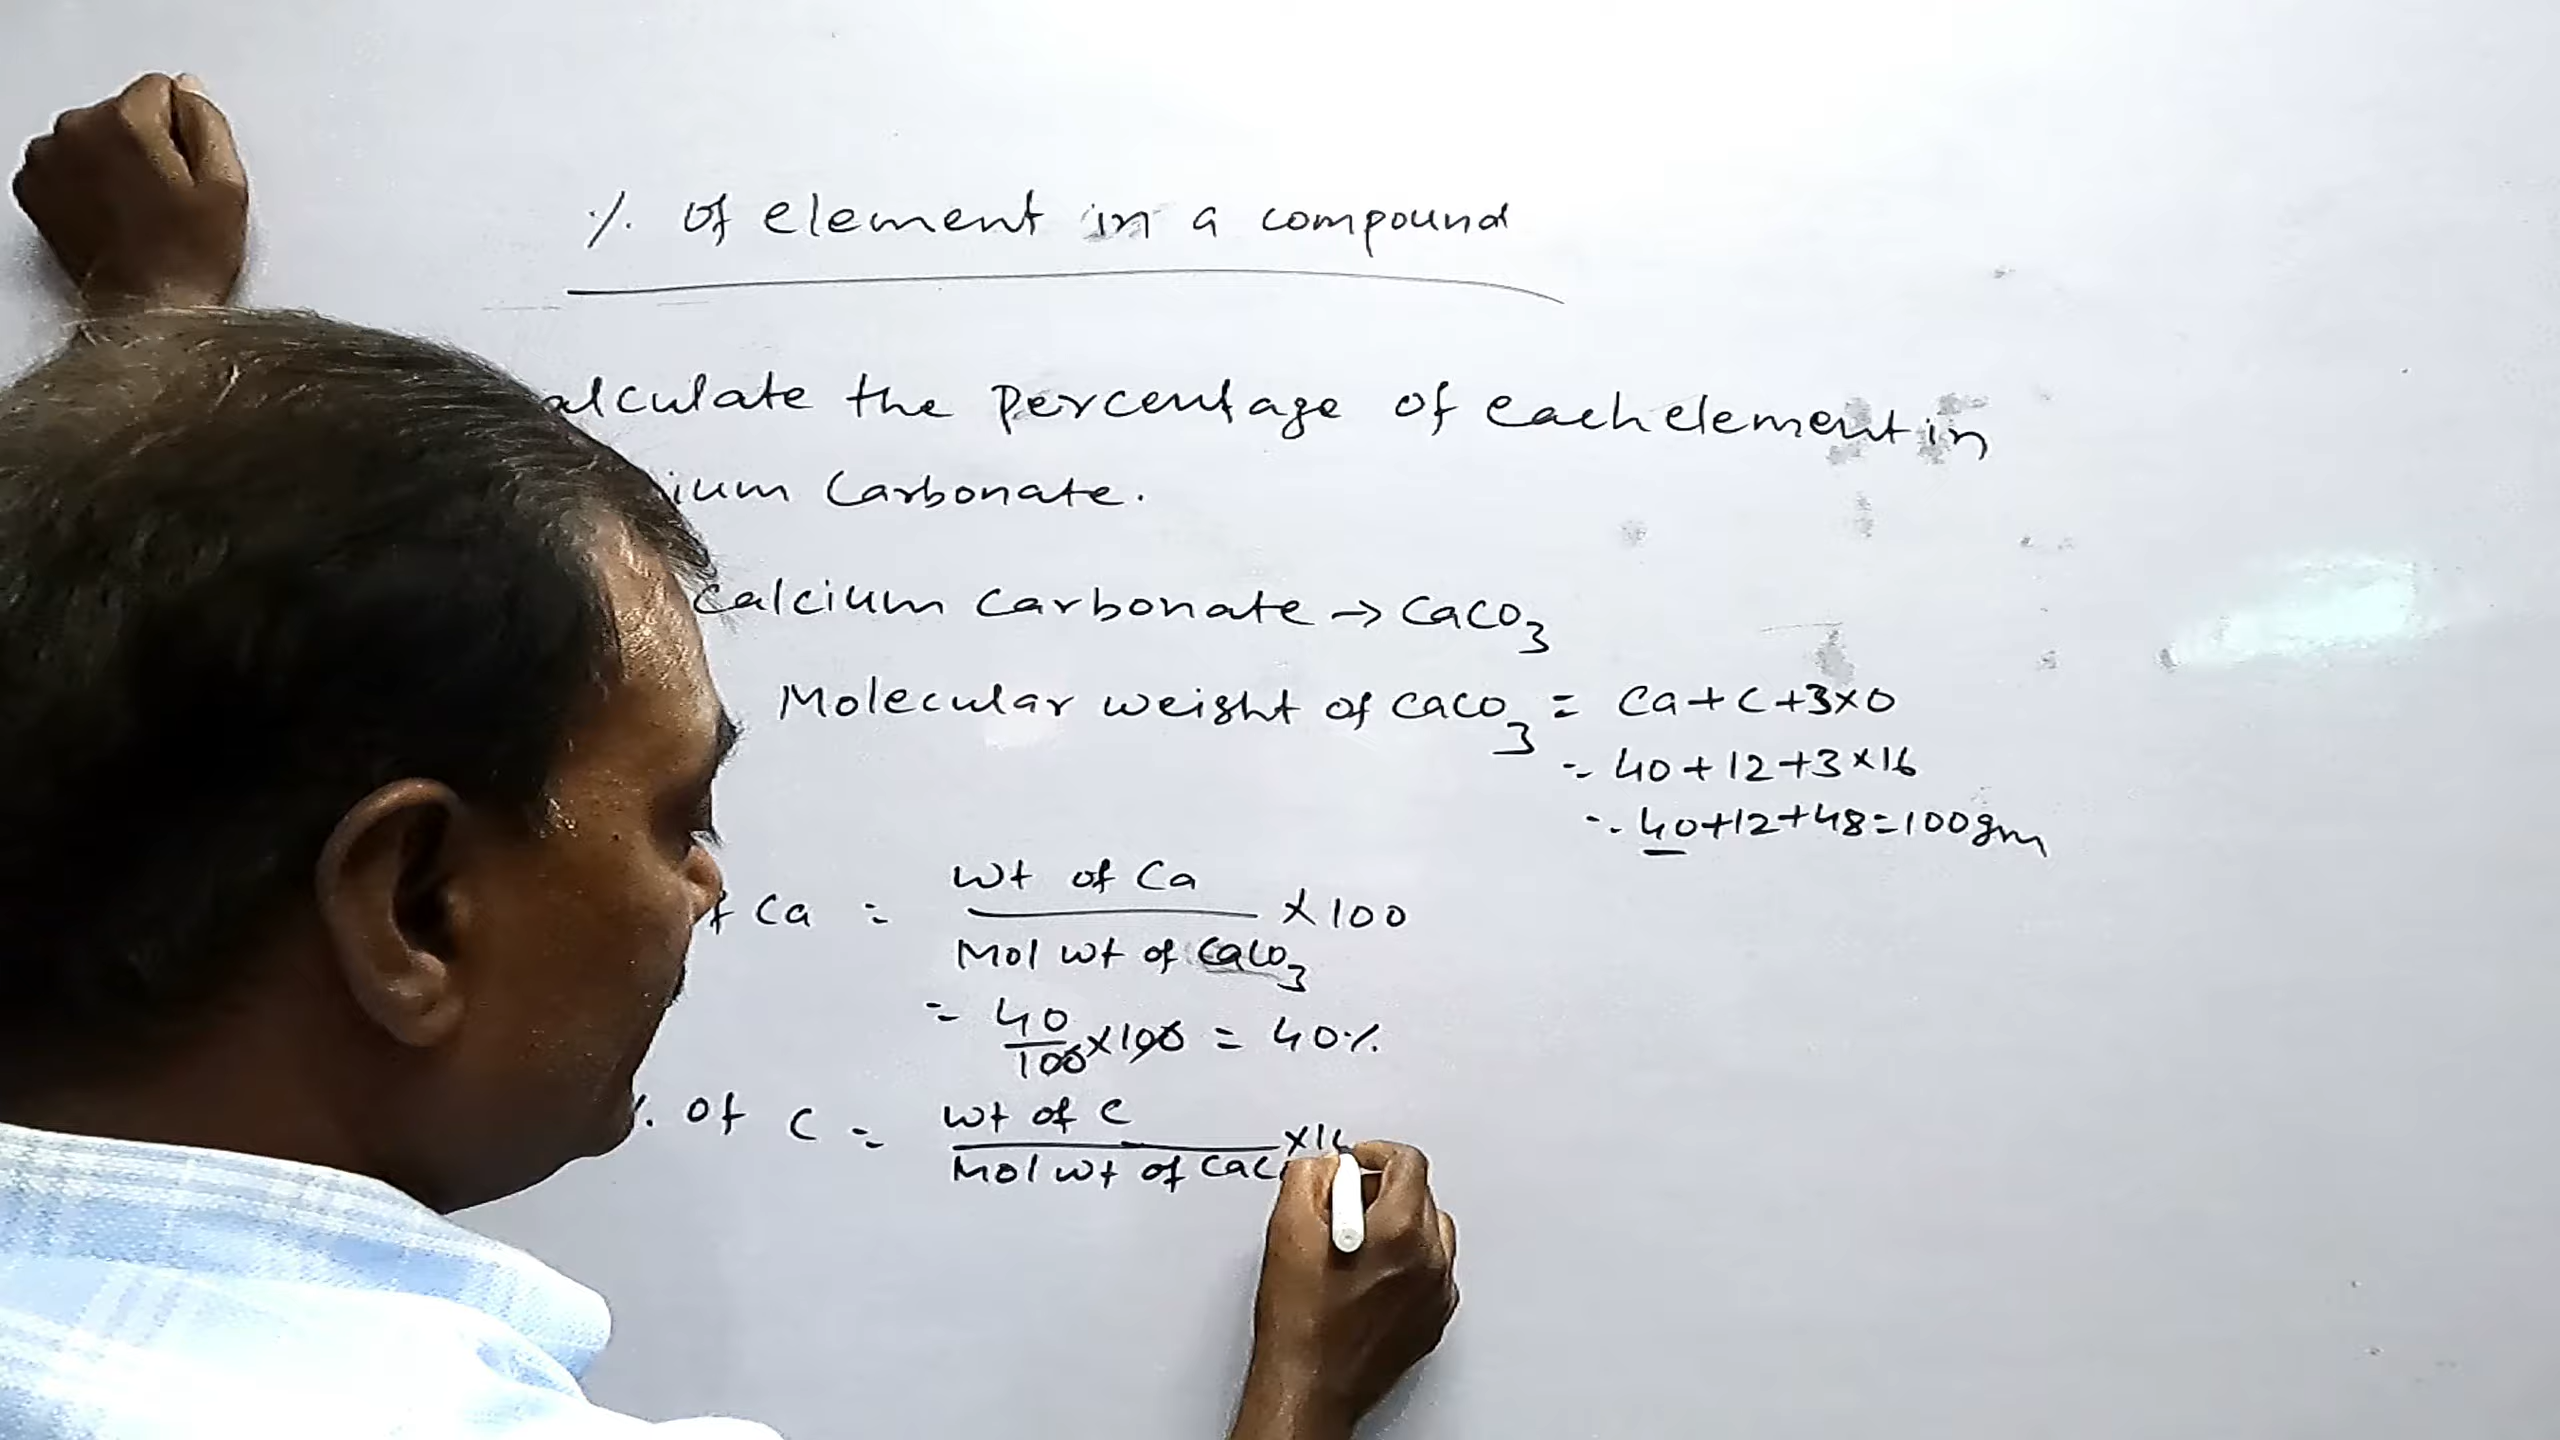 % of element in a compound
alculate the Percentage of each element in
ium Carbonate.
Calcium Carbonate → CaCO3
Molecular weight of CaCO3 = Ca+C+3×O
= 40+12+3×16
= 40+12+48=100gm
f Ca = Wt of Ca / Mol wt of CaCO3 ×100
= 40/100×100 = 40%
% of C = Wt of C / Mol wt of CaC ×1